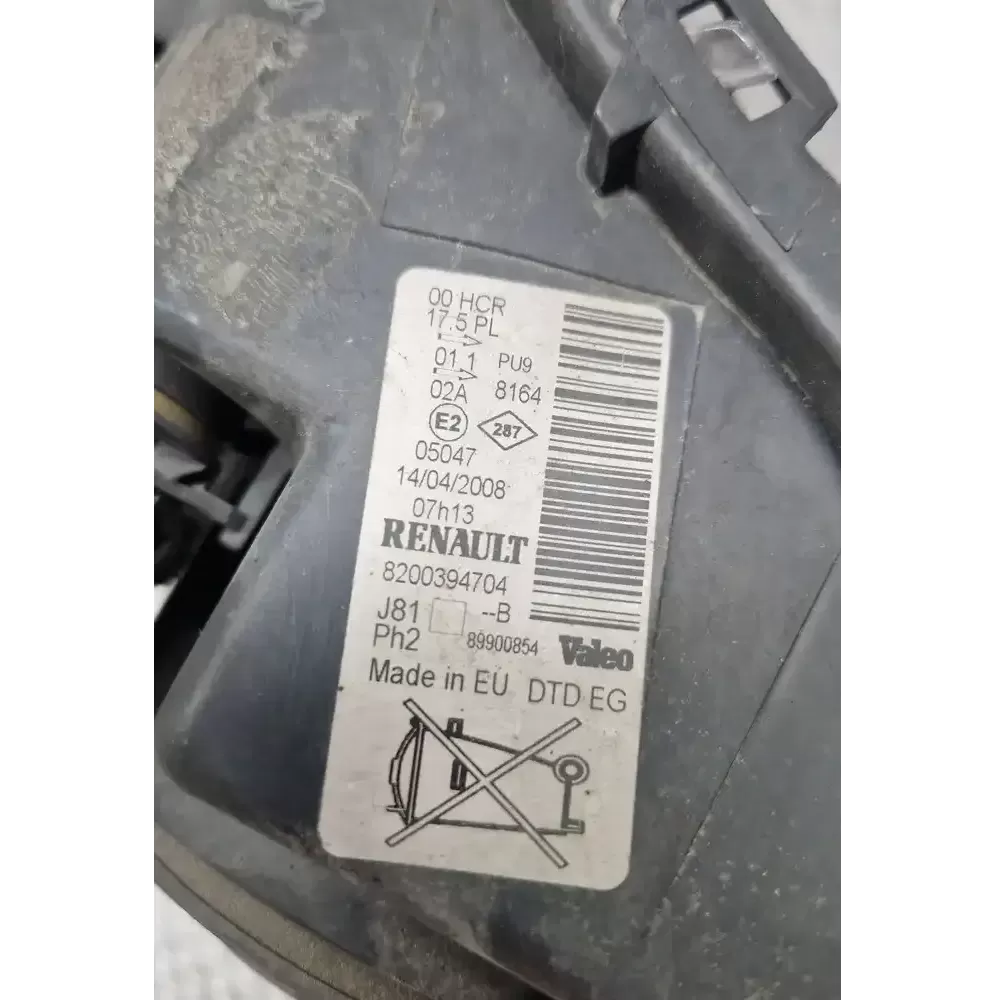 00 HCR
17.5 PL
01.1 PU9
02A 8164
E2 287
05047
14/04/2008
07h13
RENAULT
8200394704
J81 --B
Ph2 89900854 Valeo
Made in EU DTD EG